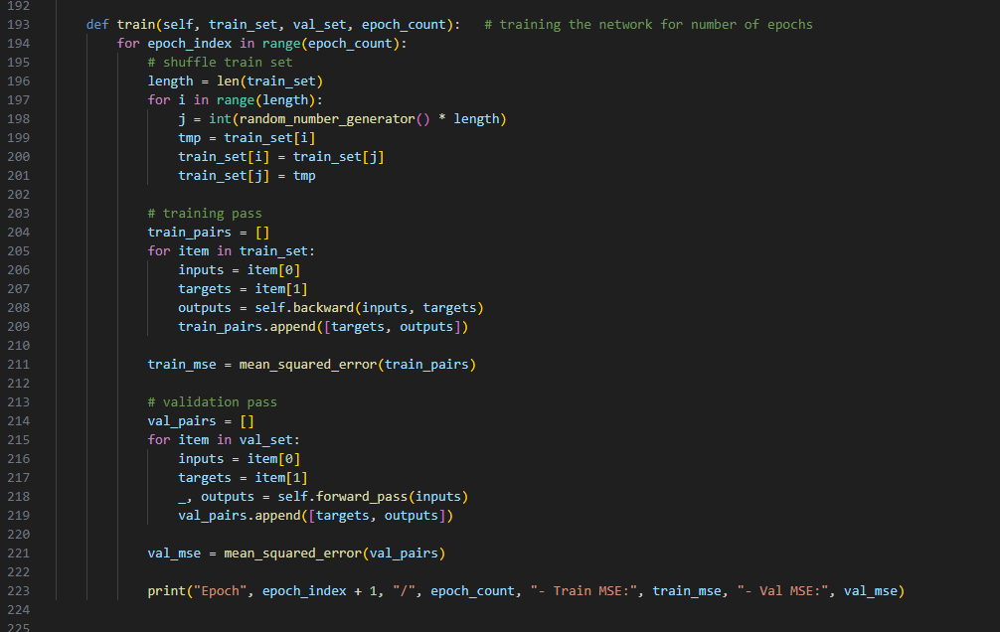 192
193 def train(self, train_set, val_set, epoch_count):   # training the network for number of epochs
194     for epoch_index in range(epoch_count):
195         # shuffle train set
196         length = len(train_set)
197         for i in range(length):
198             j = int(random_number_generator() * length)
199             tmp = train_set[i]
200             train_set[i] = train_set[j]
201             train_set[j] = tmp
202
203         # training pass
204         train_pairs = []
205         for item in train_set:
206             inputs = item[0]
207             targets = item[1]
208             outputs = self.backward(inputs, targets)
209             train_pairs.append([targets, outputs])
210
211         train_mse = mean_squared_error(train_pairs)
212
213         # validation pass
214         val_pairs = []
215         for item in val_set:
216             inputs = item[0]
217             targets = item[1]
218             _, outputs = self.forward_pass(inputs)
219             val_pairs.append([targets, outputs])
220
221         val_mse = mean_squared_error(val_pairs)
222
223         print("Epoch", epoch_index + 1, "/", epoch_count, "- Train MSE:", train_mse, "- Val MSE:", val_mse)
224
225